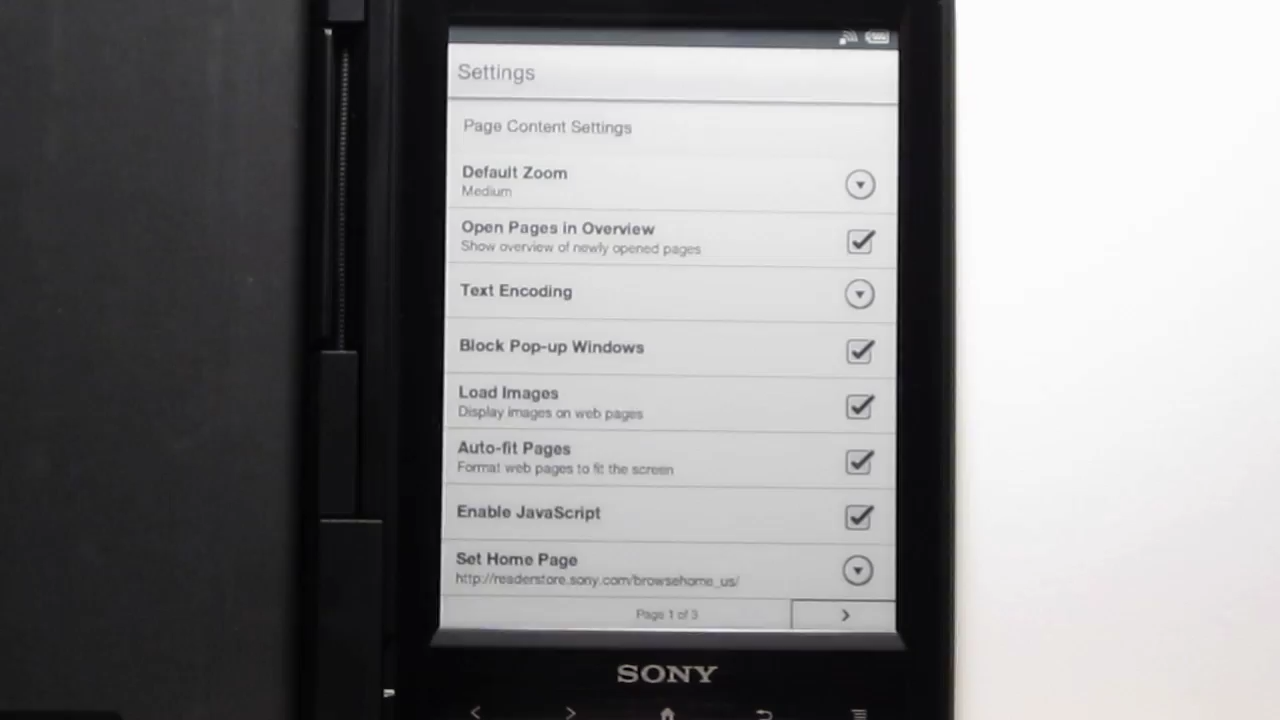 Settings
Page Content Settings
Default Zoom
Medium
Open Pages in Overview
Show overview of newly opened pages
Text Encoding
Block Pop-up Windows
Load Images
Display images on web pages
Auto-fit Pages
Format web pages to fit the screen
Enable JavaScript
Set Home Page
http://readerstore.sony.com/browsehome_us/
Page 1 of 3
SONY